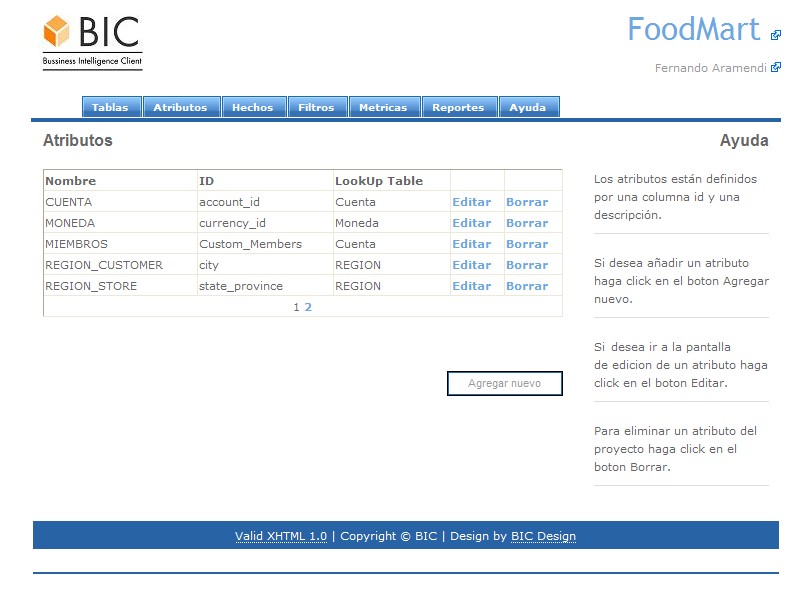 BIC
Bussiness Intelligence Client
FoodMart
Fernando Aramendi
Tablas Atributos Hechos Filtros Metricas Reportes Ayuda
Atributos
Nombre ID LookUp Table
CUENTA account_id Cuenta Editar Borrar
MONEDA currency_id Moneda Editar Borrar
MIEMBROS Custom_Members Cuenta Editar Borrar
REGION_CUSTOMER city REGION Editar Borrar
REGION_STORE state_province REGION Editar Borrar
1 2
Agregar nuevo
Ayuda
Los atributos están definidos
por una columna id y una
descripción.
Si desea añadir un atributo
haga click en el boton Agregar
nuevo.
Si desea ir a la pantalla
de edicion de un atributo haga
click en el boton Editar.
Para eliminar un atributo del
proyecto haga click en el
boton Borrar.
Valid XHTML 1.0 | Copyright © BIC | Design by BIC Design